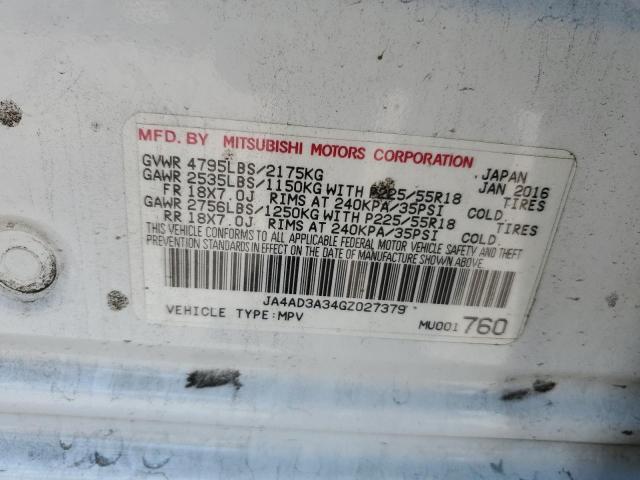 MFD. BY MITSUBISHI MOTORS CORPORATION
GVWR 4795LBS/2175KG JAPAN
GAWR 2535LBS/1150KG WITH P225/55R18 JAN 2016
FR 18X7.0J RIMS AT 240KPA/35PSI COLD. TIRES
GAWR 2756LBS/1250KG WITH P225/55R18 TIRES
RR 18X7.0J RIMS AT 240KPA/35PSI COLD.
THIS VEHICLE CONFORMS TO ALL APPLICABLE FEDERAL MOTOR VEHICLE SAFETY AND THEFT
PREVENTION STANDARDS IN EFFECT ON THE DATE OF MANUFACTURE SHOWN ABOVE.
JA4AD3A34GZ027379
VEHICLE TYPE:MPV MU001 760